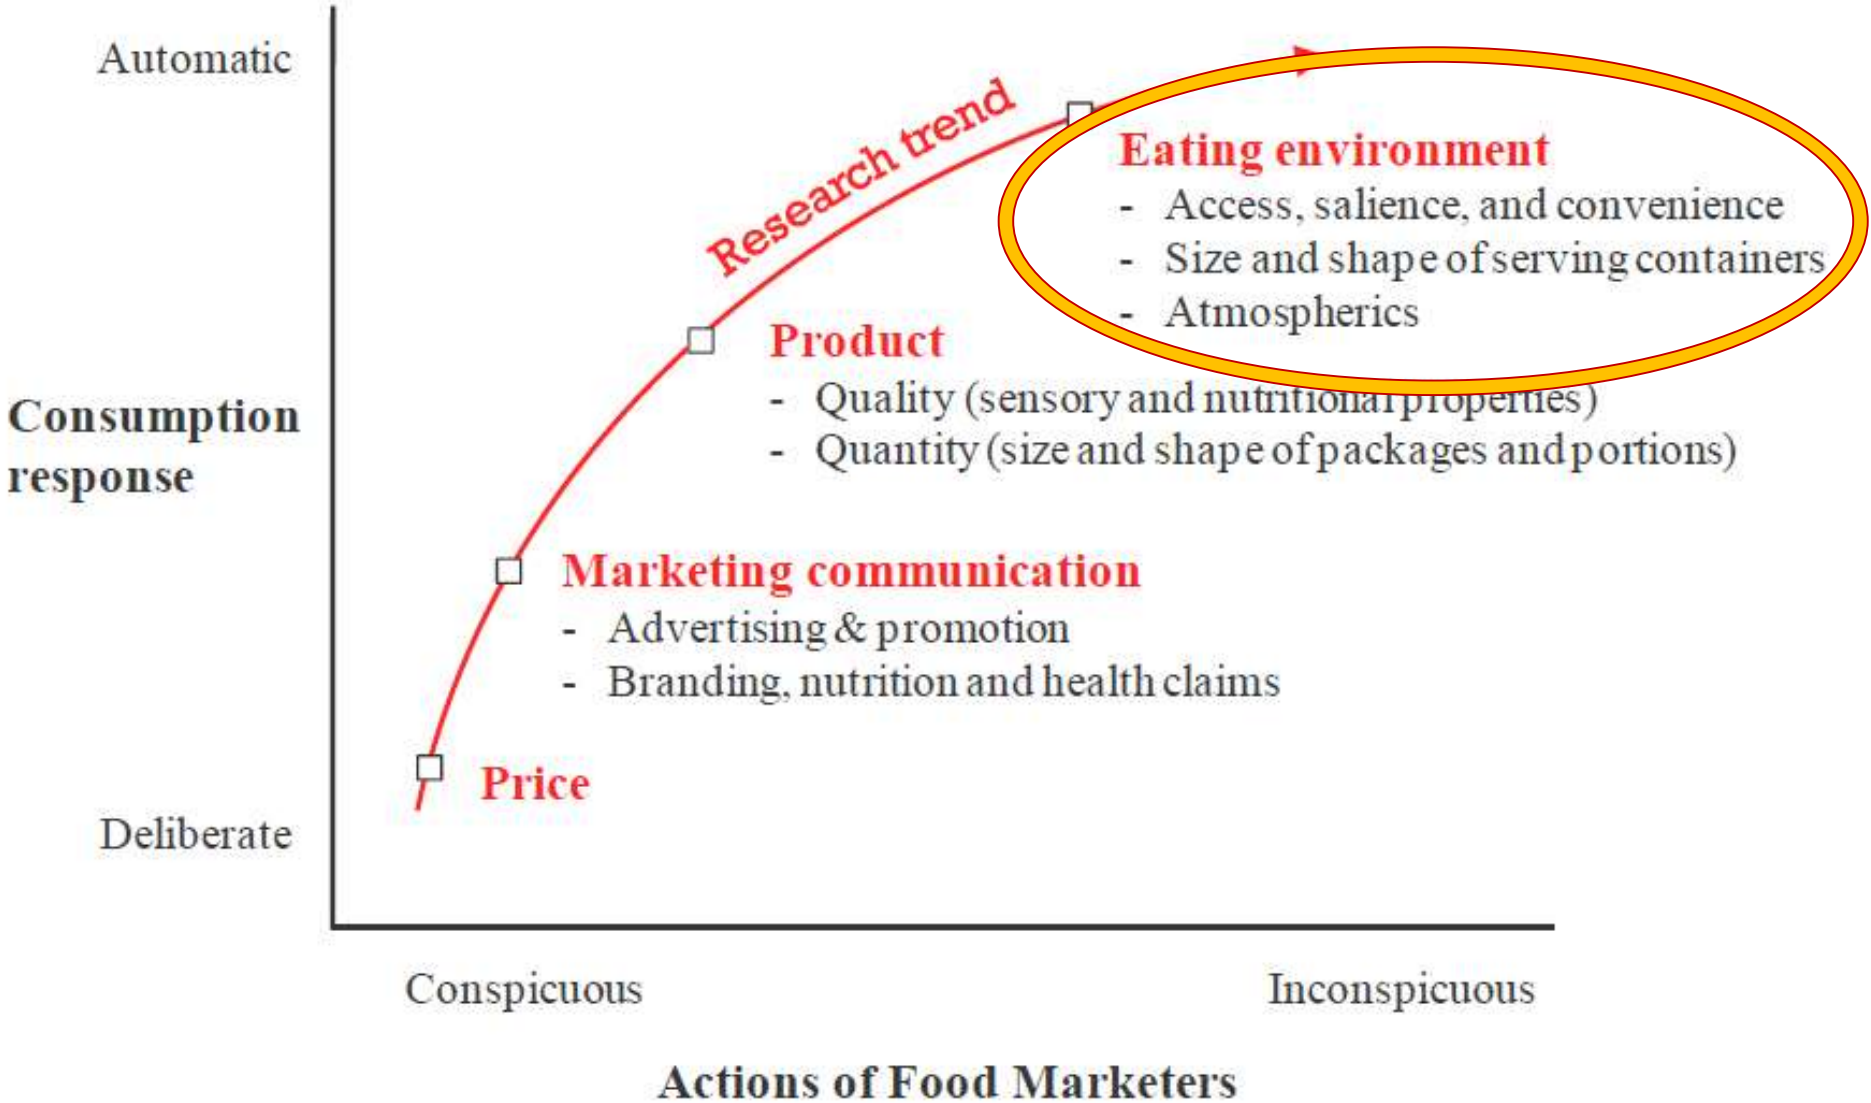 Automatic
Research trend
Eating environment
- Access, salience, and convenience
- Size and shape of serving containers
- Atmospherics
Product
- Quality (sensory and nutritional properties)
- Quantity (size and shape of packages and portions)
Consumption
response
Marketing communication
- Advertising & promotion
- Branding, nutrition and health claims
Price
Deliberate
Conspicuous
Inconspicuous
Actions of Food Marketers